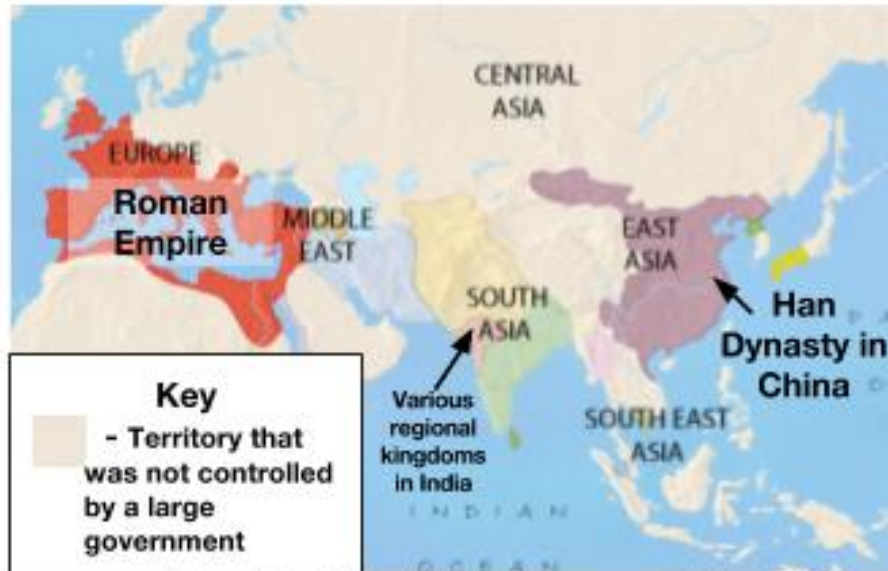 CENTRAL
ASIA
EUROPE
Roman
Empire
MIDDLE
EAST
EAST
ASIA
SOUTH
ASIA
Han
Dynasty in
China
Various
regional
kingdoms
in India
SOUTH EAST
ASIA
INDIAN
OCEAN
Key
- Territory that
was not controlled
by a large
government